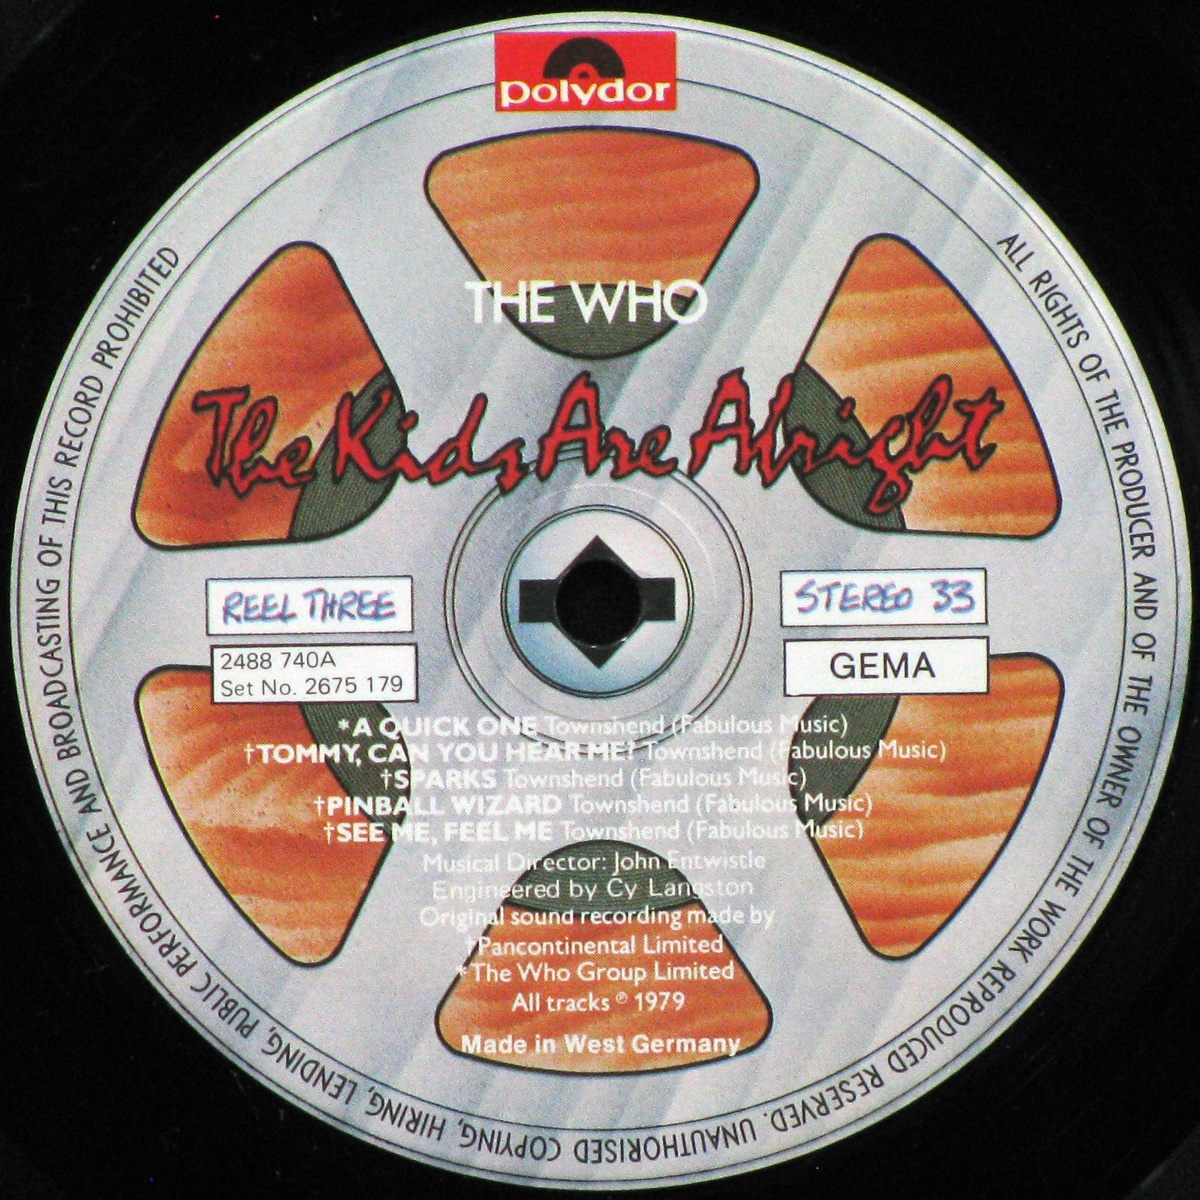 polydor
THE WHO
The Kids Are Alright
REEL THREE
STEREO 33
2488 740A
Set No. 2675 179
GEMA
*A QUICK ONE Townshend (Fabulous Music)
†TOMMY, CAN YOU HEAR ME? Townshend (Fabulous Music)
†SPARKS Townshend (Fabulous Music)
†PINBALL WIZARD Townshend (Fabulous Music)
†SEE ME, FEEL ME Townshend (Fabulous Music)
Musical Director: John Entwistle
Engineered by Cy Langston
Original sound recording made by
†Pancontinental Limited
*The Who Group Limited
All tracks ℗ 1979
Made in West Germany
ALL RIGHTS OF THE PRODUCER AND OF THE OWNER OF THE WORK REPRODUCED RESERVED. UNAUTHORISED COPYING, HIRING, LENDING, PUBLIC PERFORMANCE AND BROADCASTING OF THIS RECORD PROHIBITED